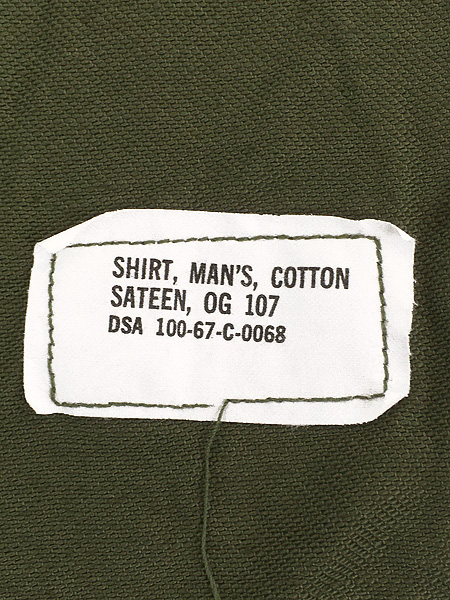 SHIRT, MAN'S, COTTON
SATEEN, OG 107
DSA 100-67-C-0068